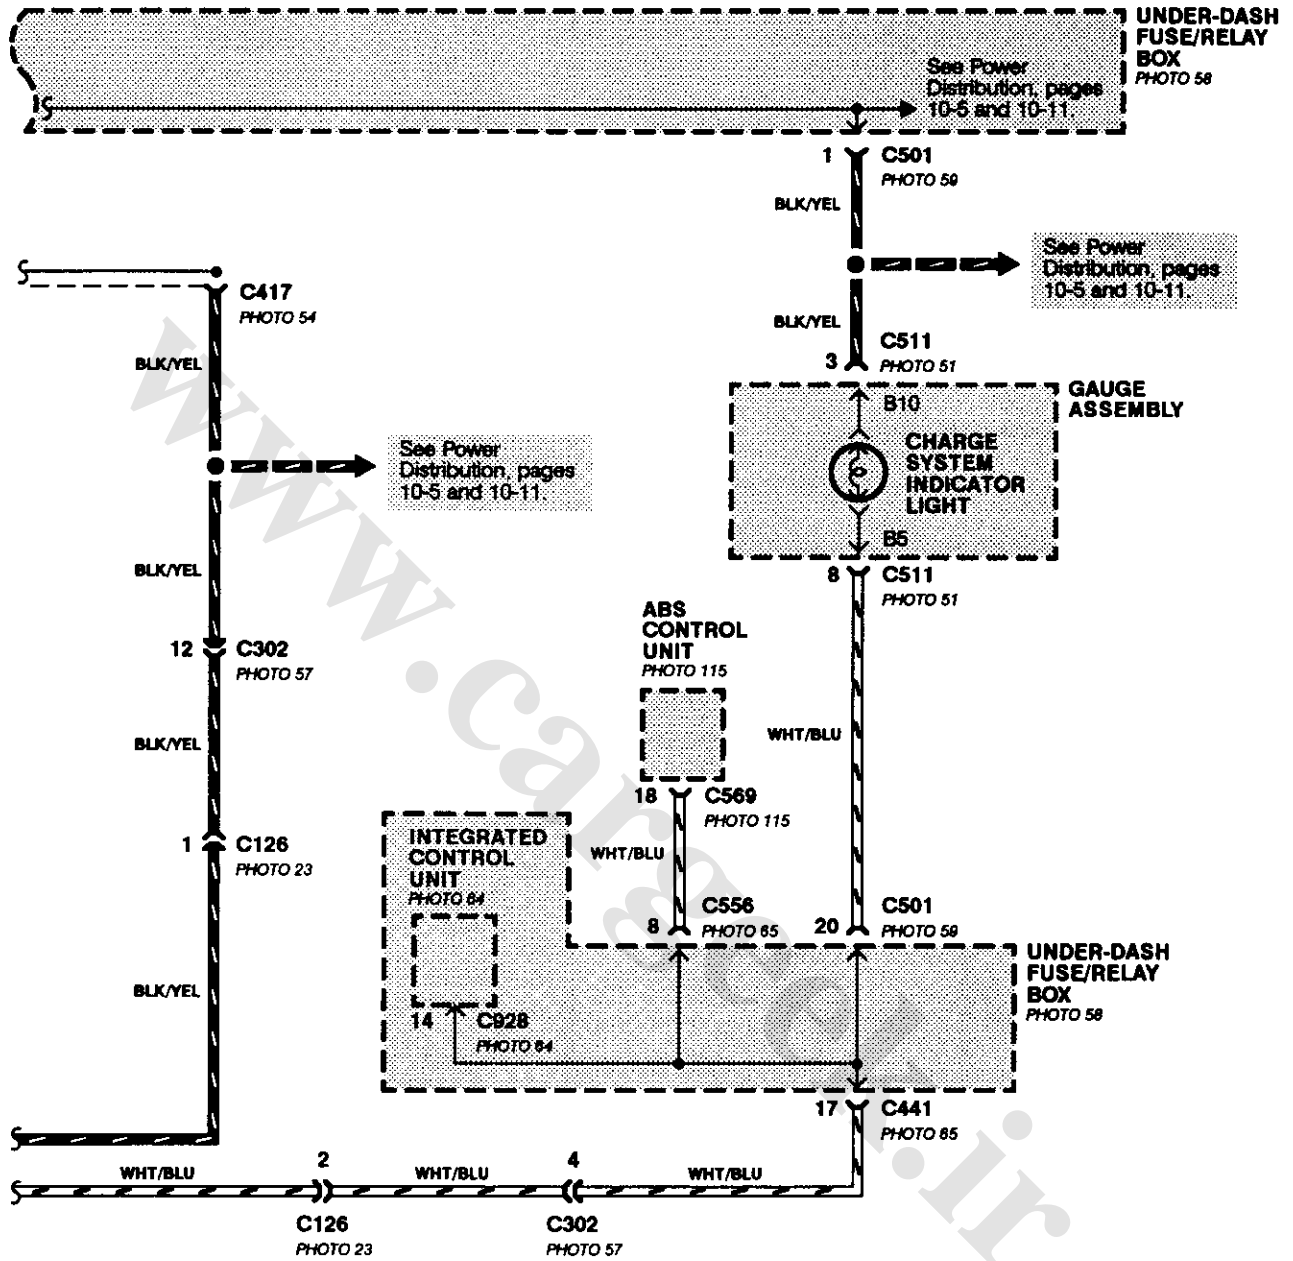 UNDER-DASH
FUSE/RELAY
BOX
PHOTO 58
See Power
Distribution, pages
10-5 and 10-11.
1 C501
PHOTO 59
BLK/YEL
See Power
Distribution, pages
10-5 and 10-11.
C417
PHOTO 54
BLK/YEL
C511
3 PHOTO 51
BLK/YEL
GAUGE
ASSEMBLY
B10
CHARGE
SYSTEM
INDICATOR
LIGHT
See Power
Distribution, pages
10-5 and 10-11.
B5
BLK/YEL
8 C511
PHOTO 51
ABS
CONTROL
UNIT
PHOTO 115
12 C302
PHOTO 57
BLK/YEL
WHT/BLU
18 C569
PHOTO 115
INTEGRATED
CONTROL
UNIT
PHOTO 64
1 C126
PHOTO 23
WHT/BLU
C556
8 PHOTO 65
C501
20 PHOTO 59
UNDER-DASH
FUSE/RELAY
BOX
PHOTO 58
BLK/YEL
14 C928
PHOTO 64
17 C441
PHOTO 65
WHT/BLU
2
WHT/BLU
4
WHT/BLU
C126
PHOTO 23
C302
PHOTO 57
www.cargeek.ir